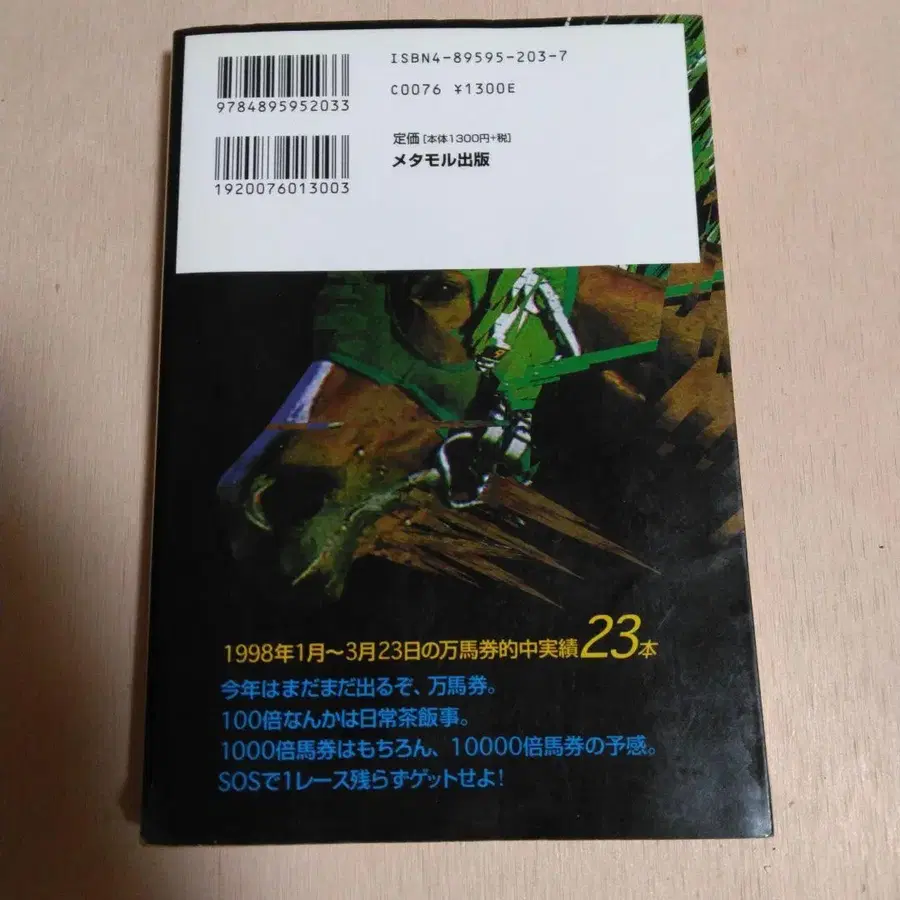 ISBN4-89595-203-7
9784895952033
C0076 ¥1300E
定価[本体1300円+税]
メタモル出版
1920076013003
1998年1月〜3月23日の万馬券的中実績23本
今年はまだまだ出るぞ、万馬券。
100倍なんかは日常茶飯事。
1000倍馬券はもちろん、10000倍馬券の予感。
SOSで1レース残らずゲットせよ!